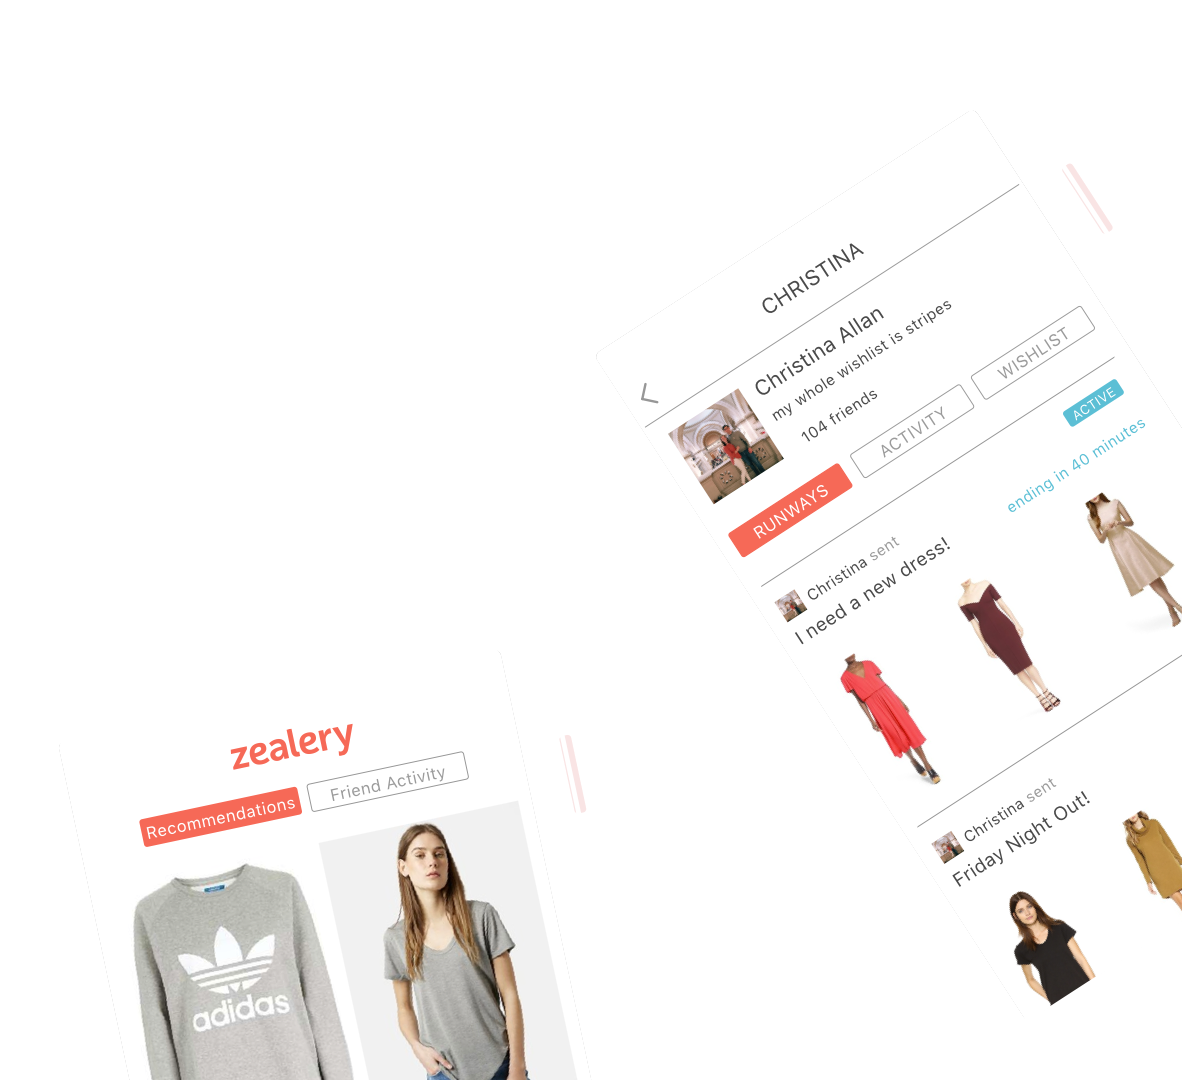 CHRISTINA
Christina Allan
my whole wishlist is stripes
104 friends
RUNWAYS
ACTIVITY
WISHLIST
ACTIVE
ending in 40 minutes
Christina sent
I need a new dress!
Christina sent
Friday Night Out!
zealery
Recommendations
Friend Activity
adidas